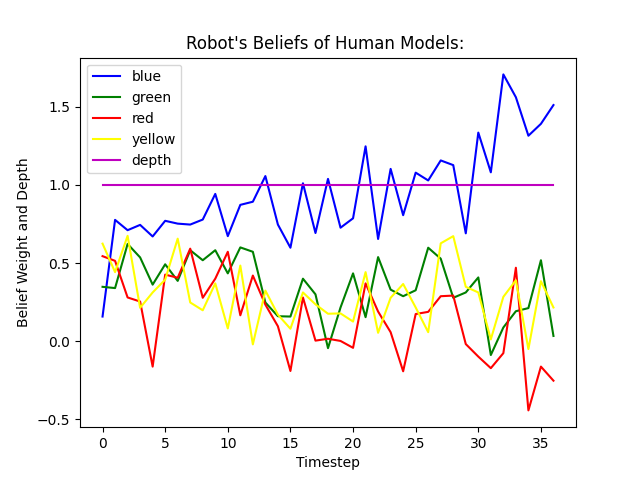 Robot's Beliefs of Human Models:
blue
green
red
yellow
depth
Belief Weight and Depth
1.5
1.0
0.5
0.0
−0.5
0 5 10 15 20 25 30 35
Timestep